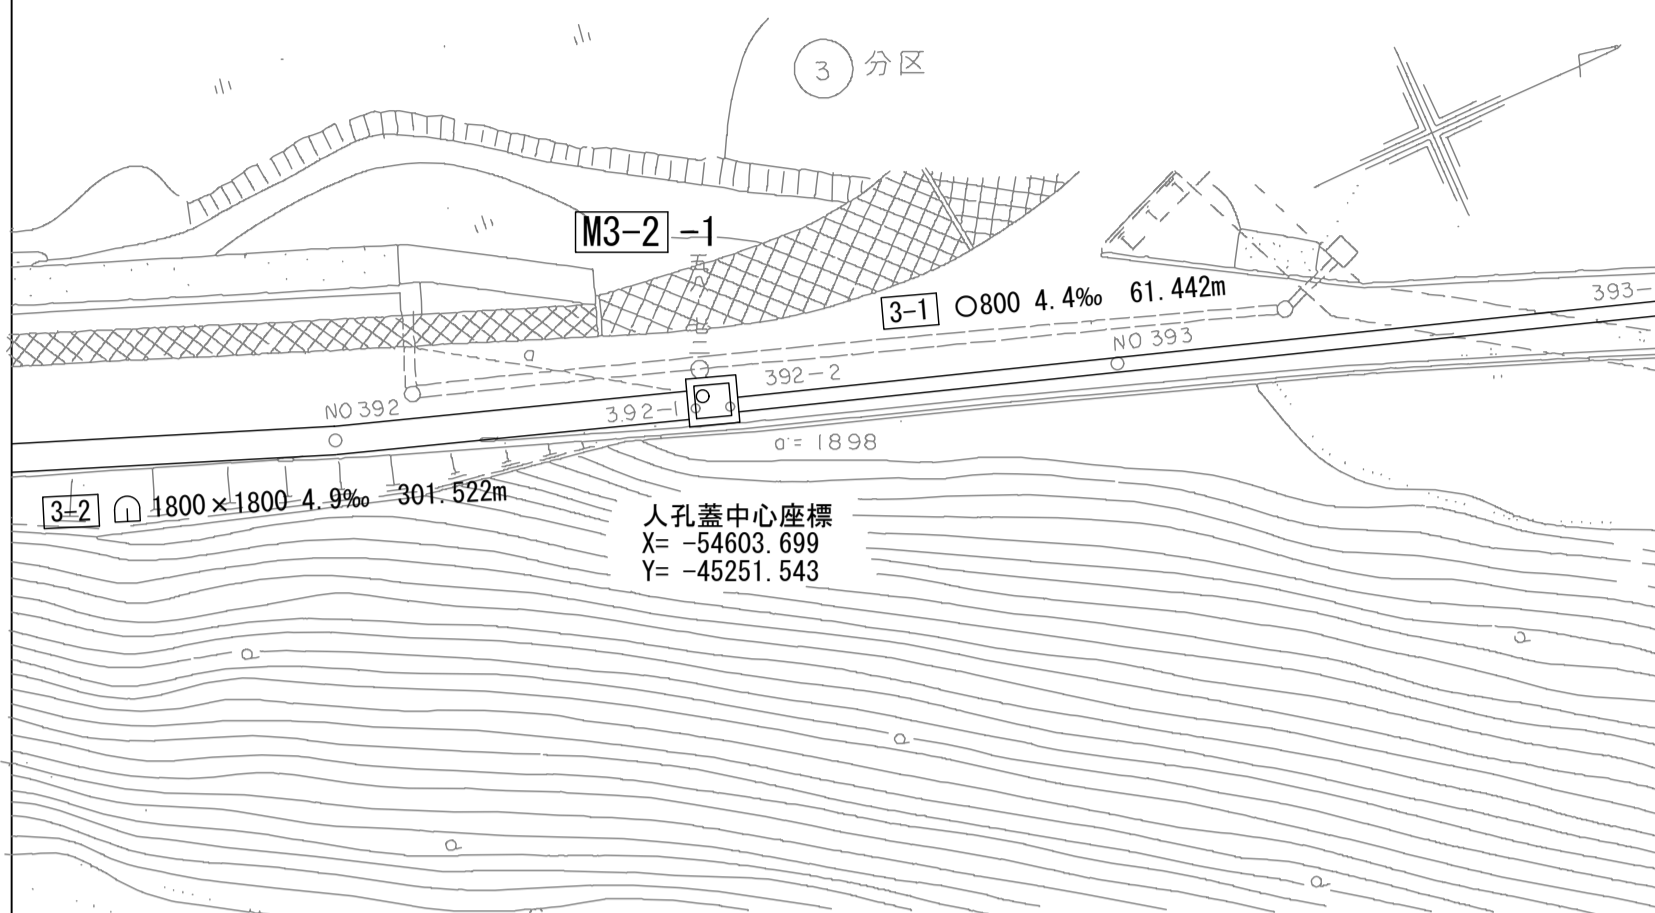 3 分区
M3-2 -1
3-1 ○800 4.4‰ 61.442m
393-
NO 393
392-2
NO 392
392-1
a = 1898
3-2 1800×1800 4.9‰ 301.522m
人孔蓋中心座標
X= -54603.699
Y= -45251.543